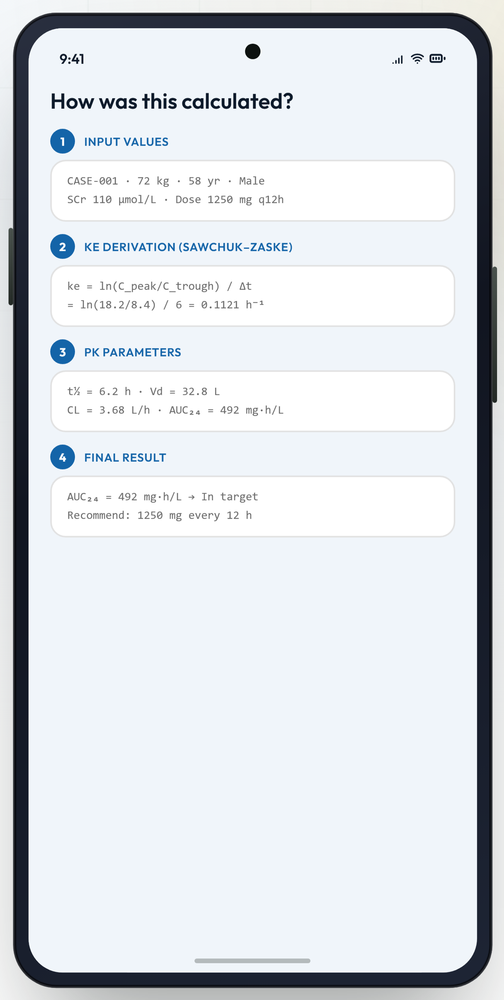 9:41
How was this calculated?
1 INPUT VALUES
CASE-001 · 72 kg · 58 yr · Male
SCr 110 µmol/L · Dose 1250 mg q12h
2 KE DERIVATION (SAWCHUK–ZASKE)
ke = ln(C_peak/C_trough) / Δt
= ln(18.2/8.4) / 6 = 0.1121 h⁻¹
3 PK PARAMETERS
t½ = 6.2 h · Vd = 32.8 L
CL = 3.68 L/h · AUC₂₄ = 492 mg·h/L
4 FINAL RESULT
AUC₂₄ = 492 mg·h/L → In target
Recommend: 1250 mg every 12 h